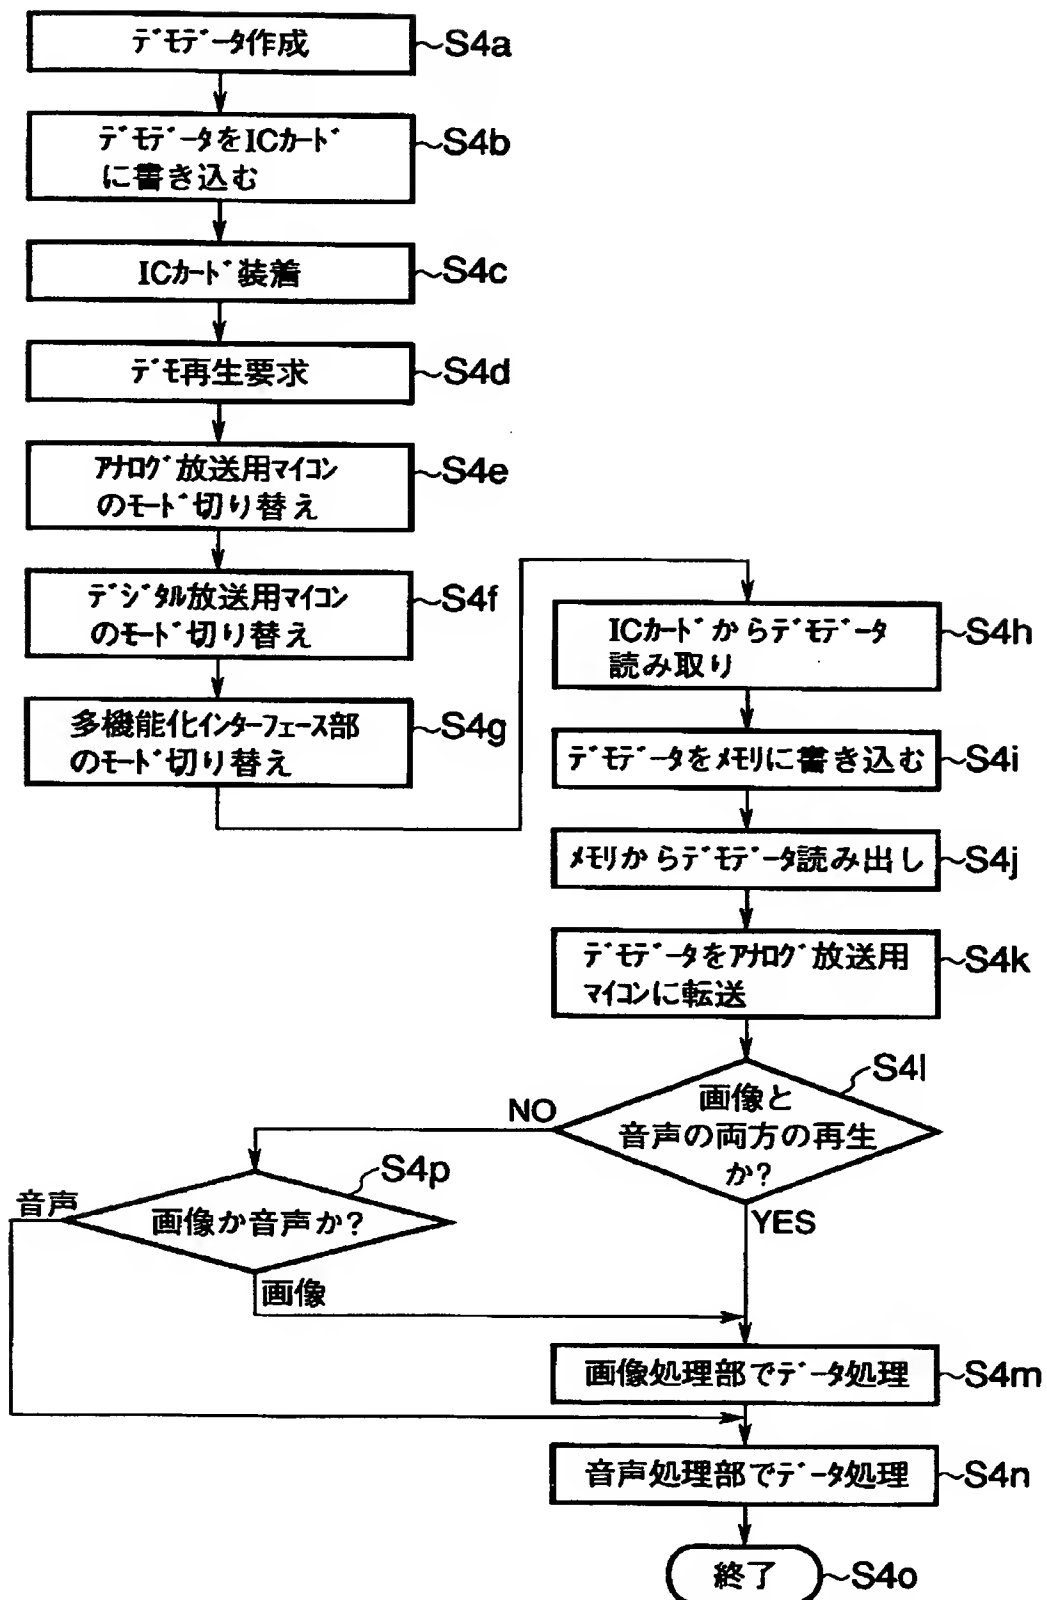 デモデータ作成
S4a
デモデータをICカード
に書き込む
S4b
ICカード装着
S4c
デモ再生要求
S4d
アナログ放送用マイコン
のモード切り替え
S4e
デジタル放送用マイコン
のモード切り替え
S4f
多機能化インターフェース部
のモード切り替え
S4g
ICカードからデモデータ
読み取り
S4h
デモデータをメモリに書き込む
S4i
メモリからデモデータ読み出し
S4j
デモデータをアナログ放送用
マイコンに転送
S4k
画像と
音声の両方の再生
か?
S4l
NO
YES
画像か音声か?
S4p
音声
画像
画像処理部でデータ処理
S4m
音声処理部でデータ処理
S4n
終了
S4o